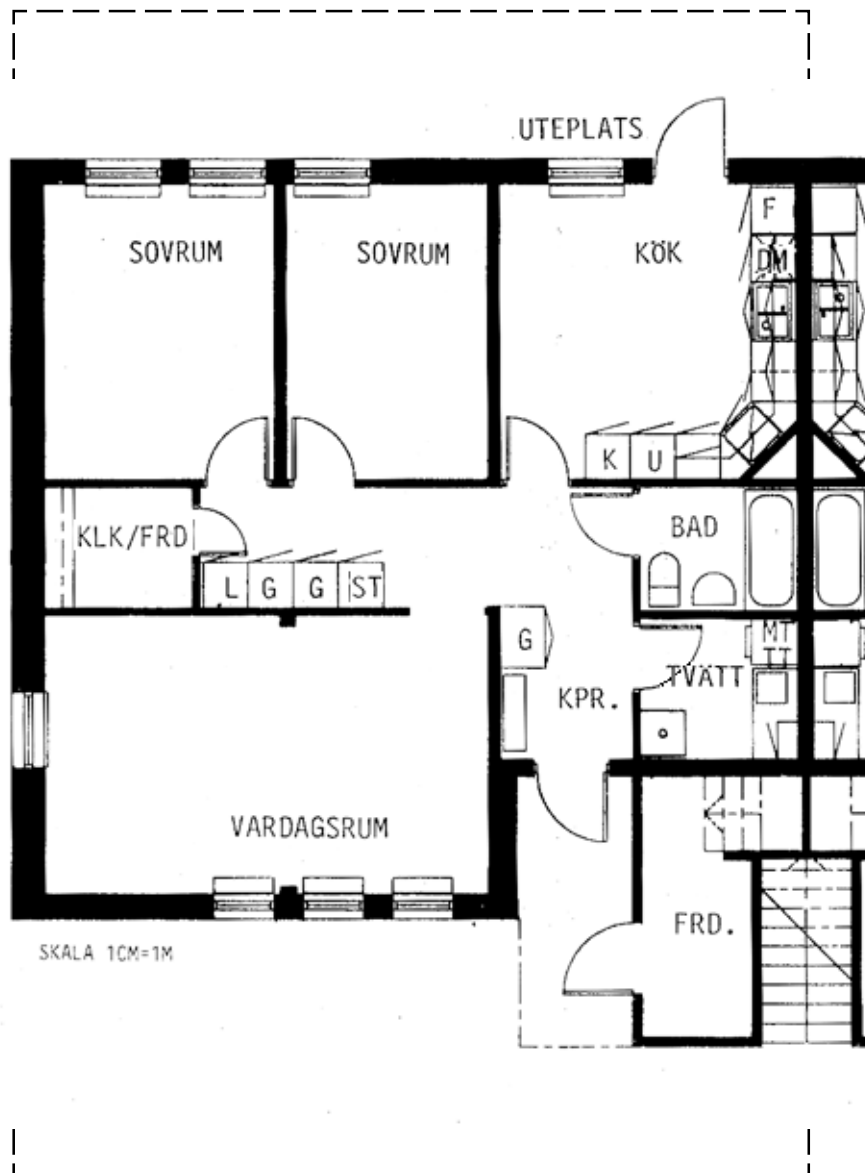 UTEPLATS
F
SOVRUM
SOVRUM
KÖK
DM
K
U
KLK/FRD
BAD
L
G
G
ST
G
MT
TT
TVÄTT
KPR.
VARDAGSRUM
FRD.
SKALA 1CM=1M